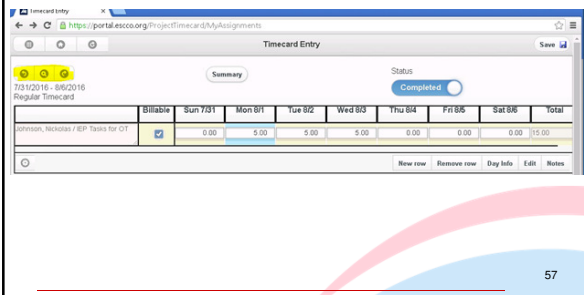 Timecard Entry
https://portal.escco.org/ProjectTimecard/MyAssignments
Timecard Entry Save
Summary Status
Completed
7/31/2016 - 8/6/2016
Regular Timecard
Billable Sun 7/31 Mon 8/1 Tue 8/2 Wed 8/3 Thu 8/4 Fri 8/5 Sat 8/6 Total
Johnson, Nickolas / IEP Tasks for OT 0.00 5.00 5.00 5.00 0.00 0.00 0.00 15.00
New row Remove row Day Info Edit Notes
57